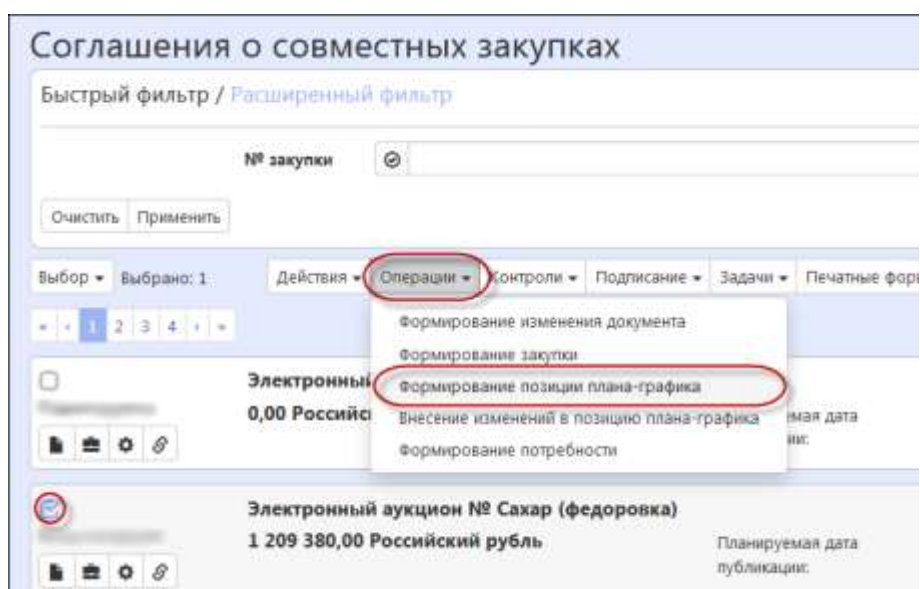 Соглашения о совместных закупках
Быстрый фильтр / Расширенный фильтр
№ закупки
Очистить Применить
Выбор Выбрано: 1 Действия Операции Контроли Подписание Задачи Печатные фор
« ‹ 1 2 3 4 › »
Формирование изменения документа
Формирование закупки
Формирование позиции плана-графика
Внесение изменений в позицию плана-графика
Формирование потребности
Электронный
0,00 Российс
мая дата
Электронный аукцион № Сахар (федоровка)
1 209 380,00 Российский рубль
Планируемая дата
публикации: